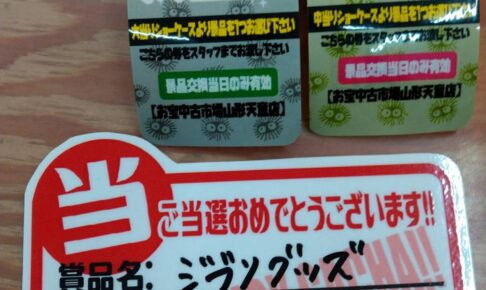 大当りショーケースより景品を1つお選び下さい
こちらの券をスタッフまでお渡し下さい
景品交換当日のみ有効
【お宝中古市場山形天童店】
中当りショーケースより景品を1つお選び下さい
こちらの券をスタッフまでお渡し下さい
景品交換当日のみ有効
【お宝中古市場山形天童店】
当
ご当選おめでとうございます!!
賞品名: ジブリグッズ